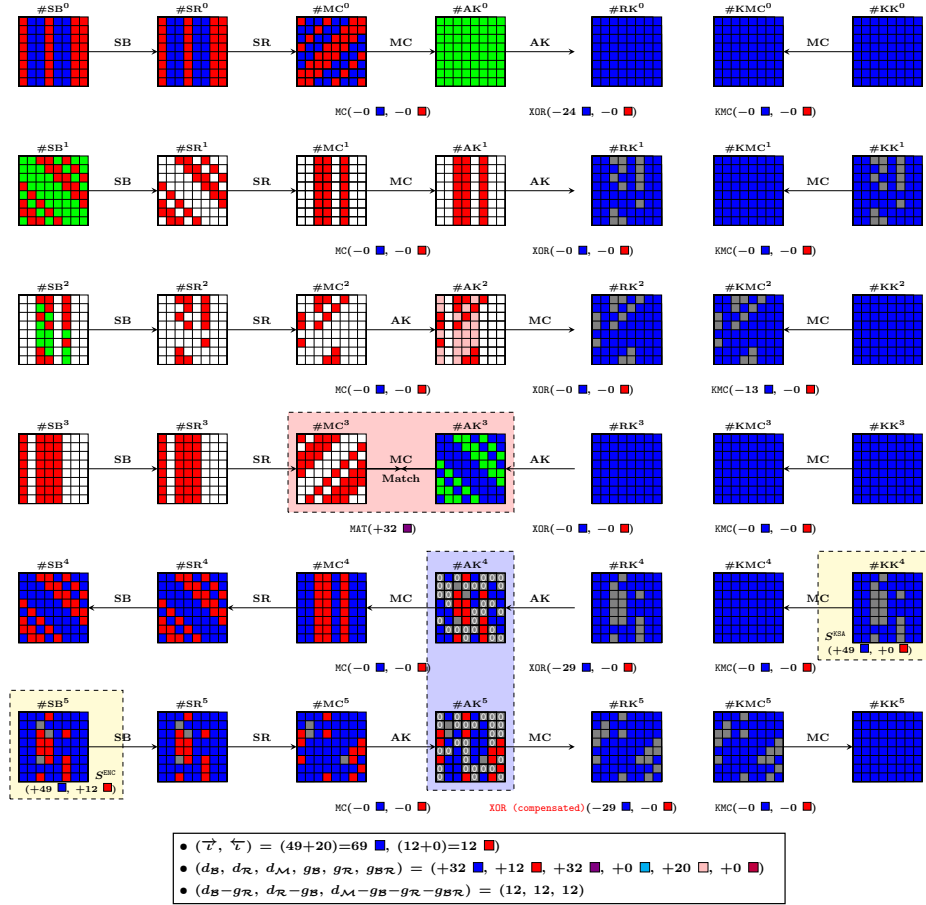 #SB⁰ #SR⁰ #MC⁰ #AK⁰ #RK⁰ #KMC⁰ #KK⁰
SB SR MC AK MC
MC(−0 , −0 ) XOR(−24 , −0 ) KMC(−0 , −0 )
#SB¹ #SR¹ #MC¹ #AK¹ #RK¹ #KMC¹ #KK¹
SB SR MC AK MC
MC(−0 , −0 ) XOR(−0 , −0 ) KMC(−0 , −0 )
#SB² #SR² #MC² #AK² #RK² #KMC² #KK²
SB SR AK MC MC
MC(−0 , −0 ) XOR(−0 , −0 ) KMC(−13 , −0 )
#SB³ #SR³ #MC³ #AK³ #RK³ #KMC³ #KK³
SB SR MC AK MC
Match
MAT(+32 ) XOR(−0 , −0 ) KMC(−0 , −0 )
#SB⁴ #SR⁴ #MC⁴ #AK⁴ #RK⁴ #KMC⁴ #KK⁴
SB SR MC AK MC
S^KSA
(+49 , +0 )
MC(−0 , −0 ) XOR(−29 , −0 ) KMC(−0 , −0 )
#SB⁵ #SR⁵ #MC⁵ #AK⁵ #RK⁵ #KMC⁵ #KK⁵
SB SR AK MC MC
S^ENC
(+49 , +12 )
MC(−0 , −0 ) XOR (compensated)(−29 , −0 ) KMC(−0 , −0 )
• (ι→, ι←) = (49+20)=69 , (12+0)=12 )
• (d_B, d_R, d_M, g_B, g_R, g_BR) = (+32 , +12 , +32 , +0 , +20 , +0 )
• (d_B−g_R, d_R−g_B, d_M−g_B−g_R−g_BR) = (12, 12, 12)